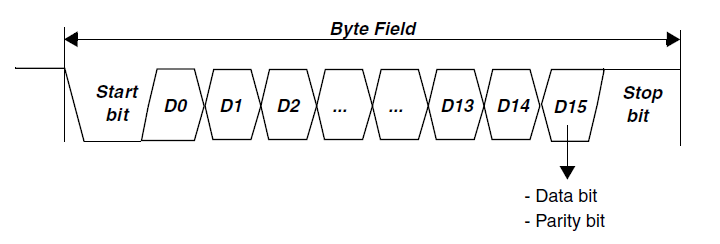 Byte Field
Start bit D0 D1 D2 ... ... D13 D14 D15 Stop bit
- Data bit
- Parity bit